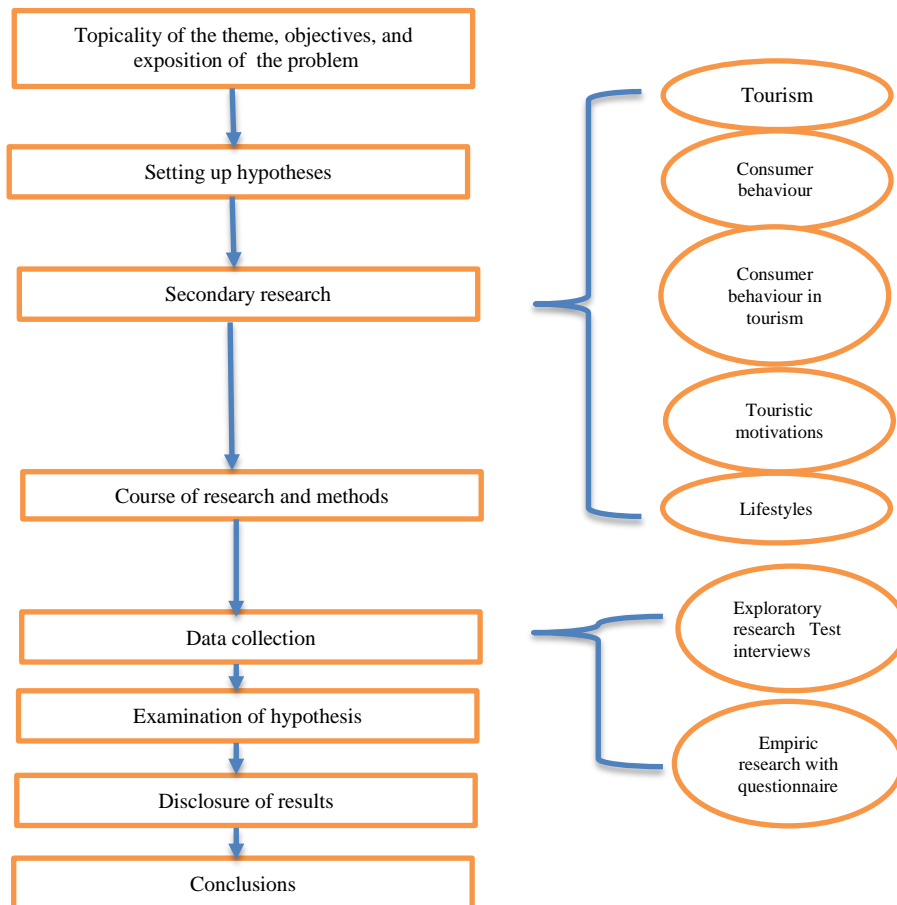 Topicality of the theme, objectives, and
exposition of the problem
Setting up hypotheses
Secondary research
Course of research and methods
Data collection
Examination of hypothesis
Disclosure of results
Conclusions
Tourism
Consumer
behaviour
Consumer
behaviour in
tourism
Touristic
motivations
Lifestyles
Exploratory
research Test
interviews
Empiric
research with
questionnaire